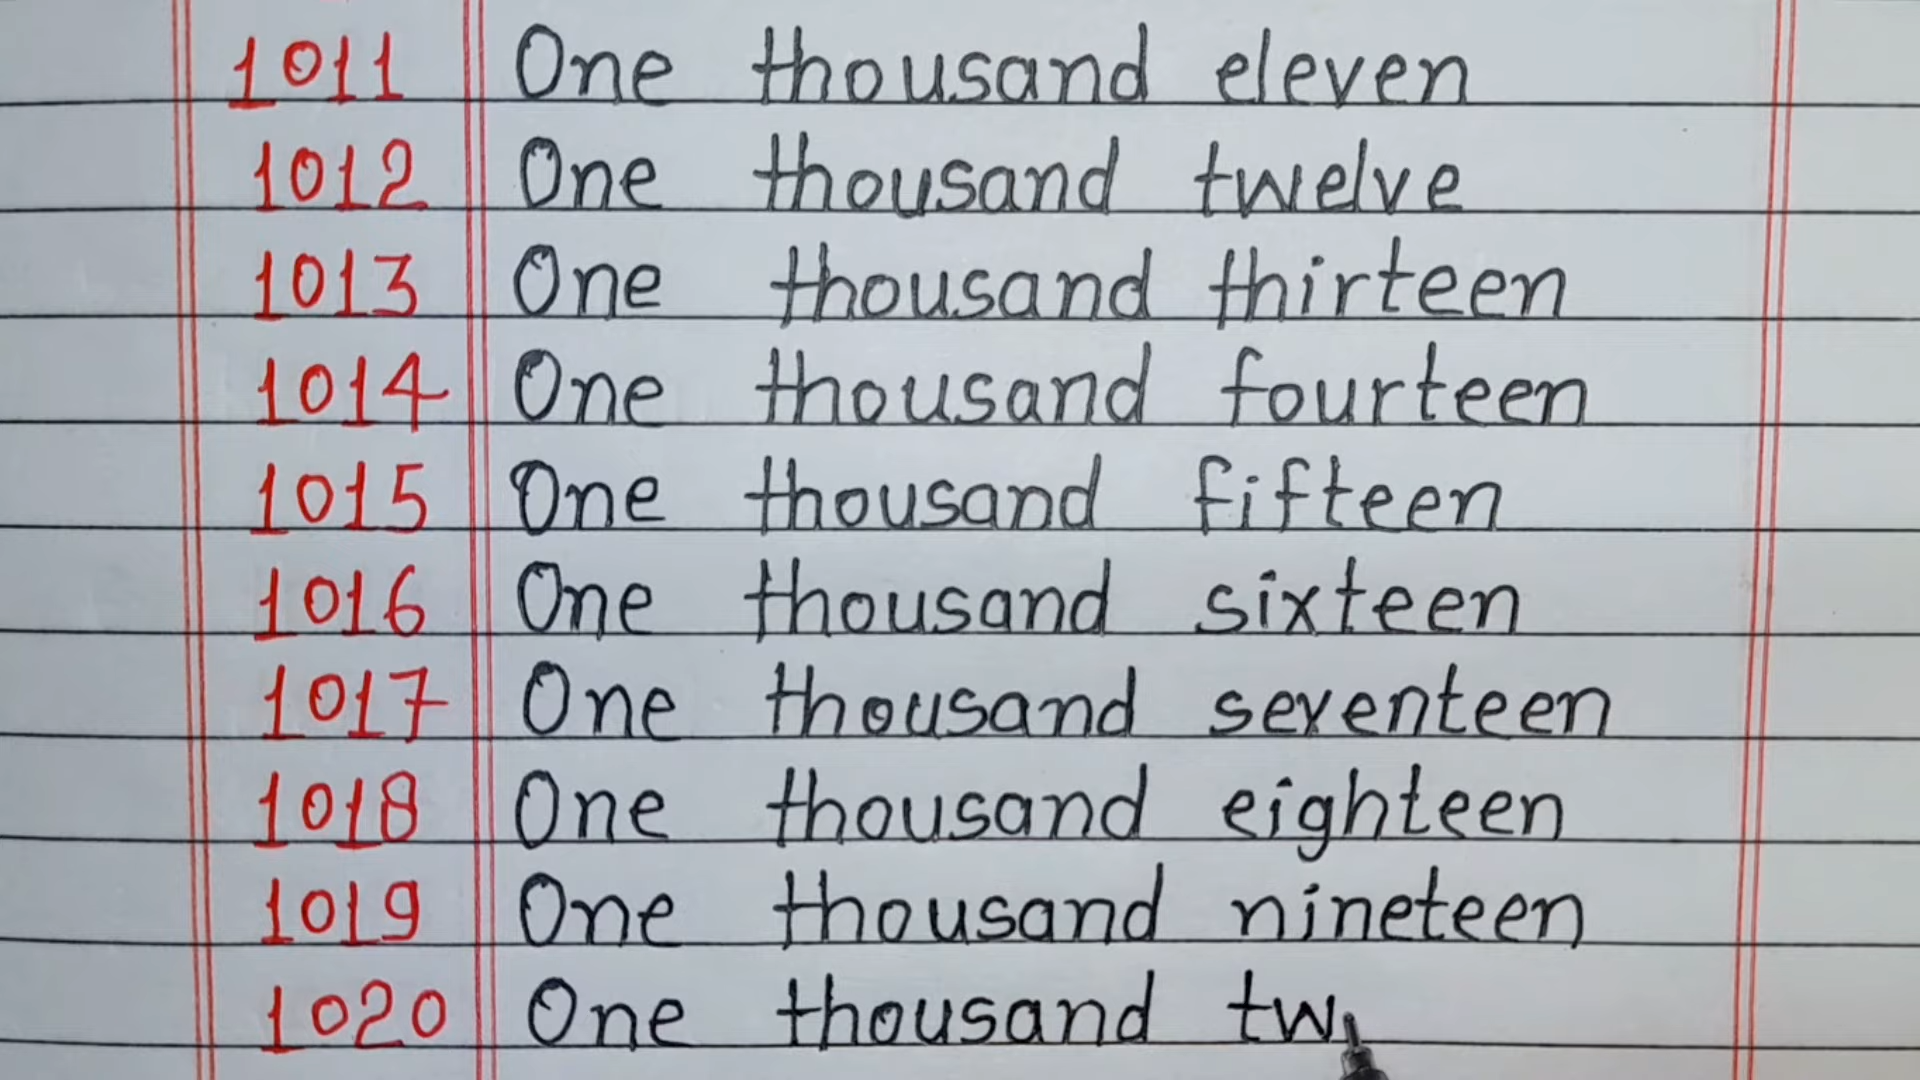 1011 One thousand eleven
1012 One thousand twelve
1013 One thousand thirteen
1014 One thousand fourteen
1015 One thousand fifteen
1016 One thousand sixteen
1017 One thousand seventeen
1018 One thousand eighteen
1019 One thousand nineteen
1020 One thousand tw